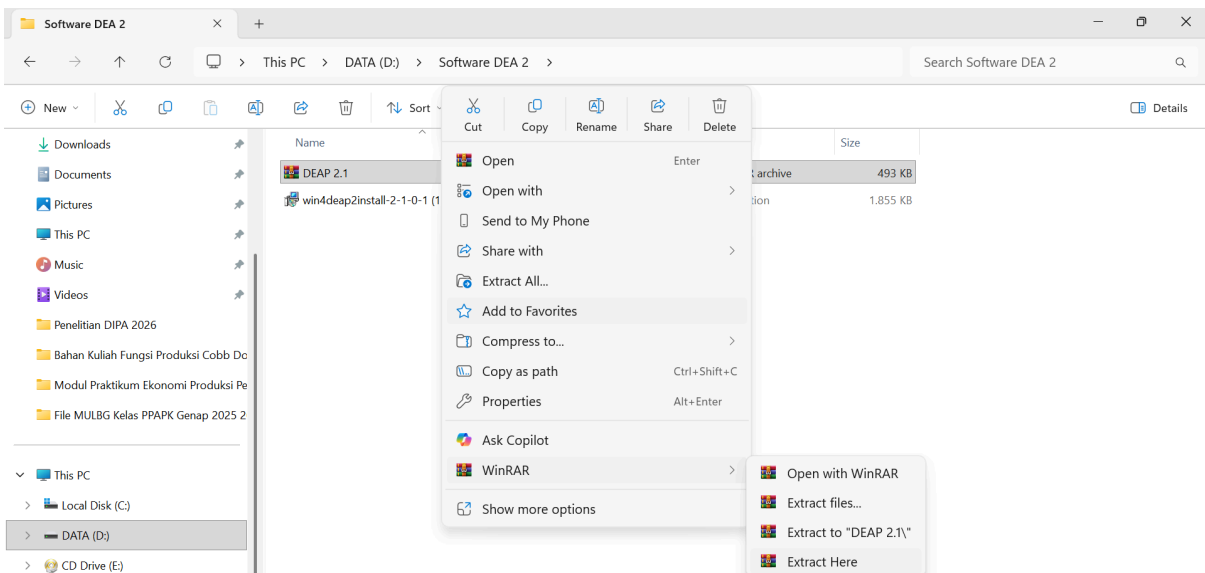 Software DEA 2
This PC > DATA (D:) > Software DEA 2 >
Search Software DEA 2
New
Sort
Details
Cut
Copy
Rename
Share
Delete
Downloads
Documents
Pictures
This PC
Music
Videos
Penelitian DIPA 2026
Bahan Kuliah Fungsi Produksi Cobb Do
Modul Praktikum Ekonomi Produksi Pe
File MULBG Kelas PPAPK Genap 2025 2
This PC
Local Disk (C:)
DATA (D:)
CD Drive (E:)
Name
Size
DEAP 2.1
archive
493 KB
win4deap2install-2-1-0-1 (1
tion
1.855 KB
Open Enter
Open with
Send to My Phone
Share with
Extract All...
Add to Favorites
Compress to...
Copy as path Ctrl+Shift+C
Properties Alt+Enter
Ask Copilot
WinRAR
Show more options
Open with WinRAR
Extract files...
Extract to "DEAP 2.1\"
Extract Here